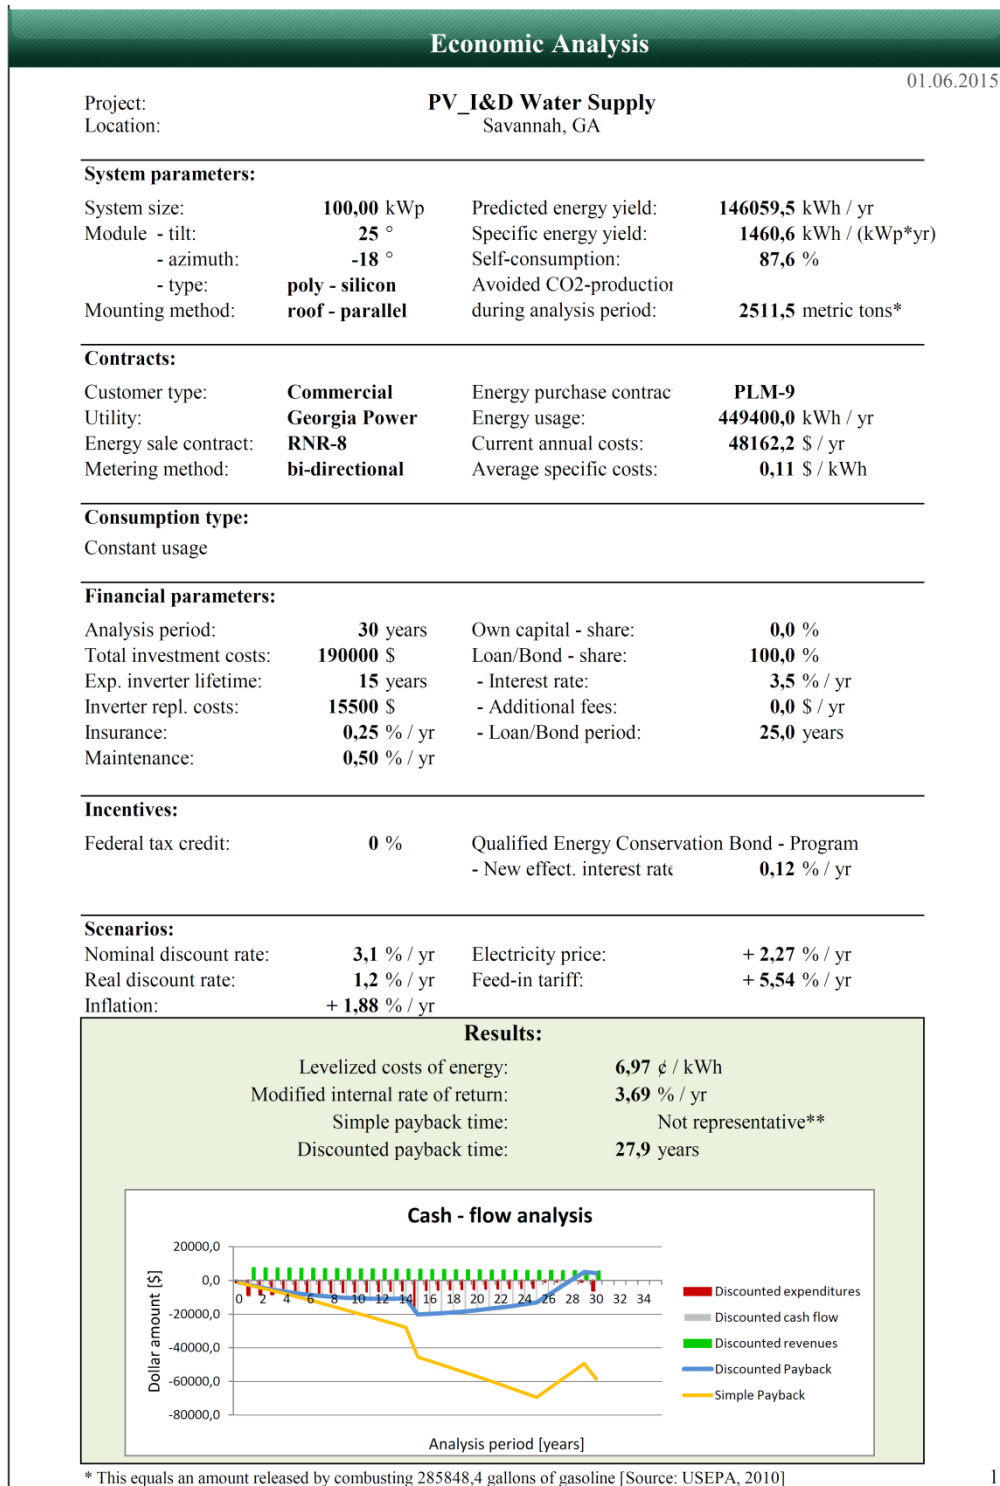 Economic Analysis
01.06.2015
Project: PV_I&D Water Supply
Location: Savannah, GA
System parameters:
System size: 100,00 kWp Predicted energy yield: 146059,5 kWh / yr
Module - tilt: 25 ° Specific energy yield: 1460,6 kWh / (kWp*yr)
- azimuth: -18 ° Self-consumption: 87,6 %
- type: poly - silicon Avoided CO2-production
Mounting method: roof - parallel during analysis period: 2511,5 metric tons*
Contracts:
Customer type: Commercial Energy purchase contrac PLM-9
Utility: Georgia Power Energy usage: 449400,0 kWh / yr
Energy sale contract: RNR-8 Current annual costs: 48162,2 $ / yr
Metering method: bi-directional Average specific costs: 0,11 $ / kWh
Consumption type:
Constant usage
Financial parameters:
Analysis period: 30 years Own capital - share: 0,0 %
Total investment costs: 190000 $ Loan/Bond - share: 100,0 %
Exp. inverter lifetime: 15 years - Interest rate: 3,5 % / yr
Inverter repl. costs: 15500 $ - Additional fees: 0,0 $ / yr
Insurance: 0,25 % / yr - Loan/Bond period: 25,0 years
Maintenance: 0,50 % / yr
Incentives:
Federal tax credit: 0 % Qualified Energy Conservation Bond - Program
- New effect. interest rate 0,12 % / yr
Scenarios:
Nominal discount rate: 3,1 % / yr Electricity price: + 2,27 % / yr
Real discount rate: 1,2 % / yr Feed-in tariff: + 5,54 % / yr
Inflation: + 1,88 % / yr
Results:
Levelized costs of energy: 6,97 ¢ / kWh
Modified internal rate of return: 3,69 % / yr
Simple payback time: Not representative**
Discounted payback time: 27,9 years
Cash - flow analysis
Dollar amount [$]
20000,0
0,0
-20000,0
-40000,0
-60000,0
-80000,0
0 2 4 6 8 10 12 14 16 18 20 22 24 26 28 30 32 34
Analysis period [years]
Discounted expenditures
Discounted cash flow
Discounted revenues
Discounted Payback
Simple Payback
* This equals an amount released by combusting 285848,4 gallons of gasoline [Source: USEPA, 2010] 1